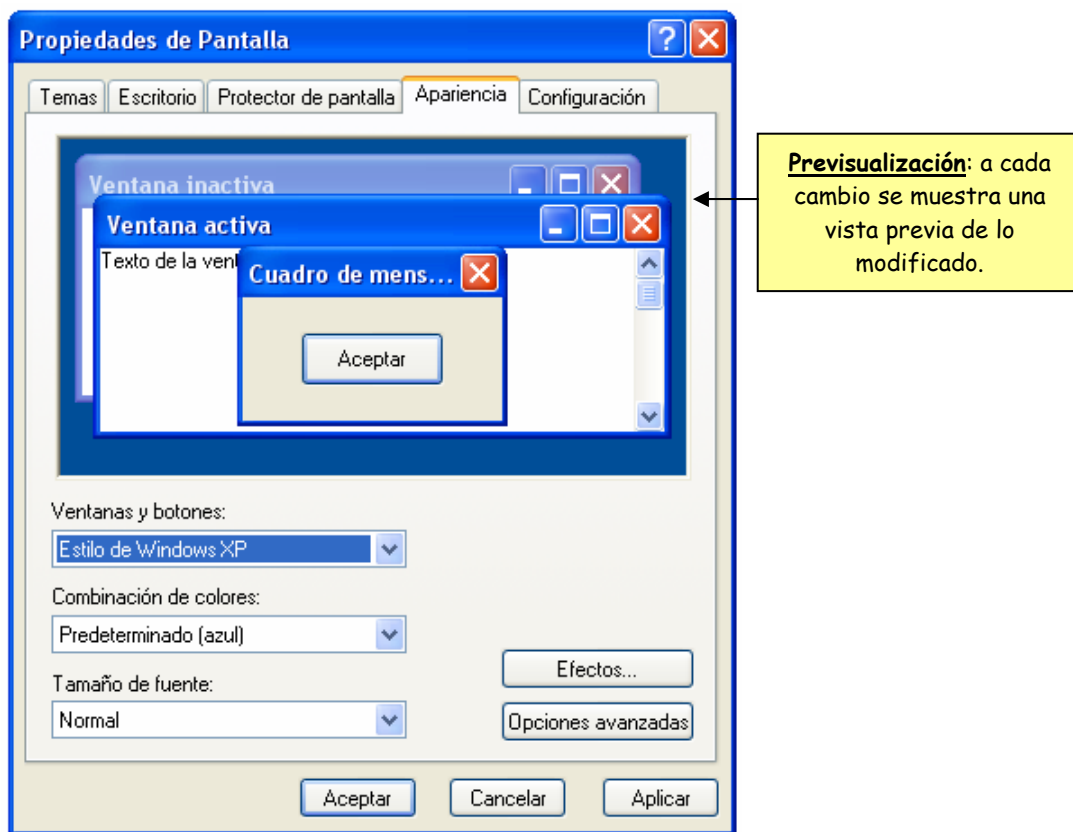 Propiedades de Pantalla
Temas Escritorio Protector de pantalla Apariencia Configuración
Ventana inactiva
Ventana activa
Texto de la vent
Cuadro de mens...
Aceptar
Previsualización: a cada
cambio se muestra una
vista previa de lo
modificado.
Ventanas y botones:
Estilo de Windows XP
Combinación de colores:
Predeterminado (azul)
Tamaño de fuente:
Normal
Efectos...
Opciones avanzadas
Aceptar Cancelar Aplicar